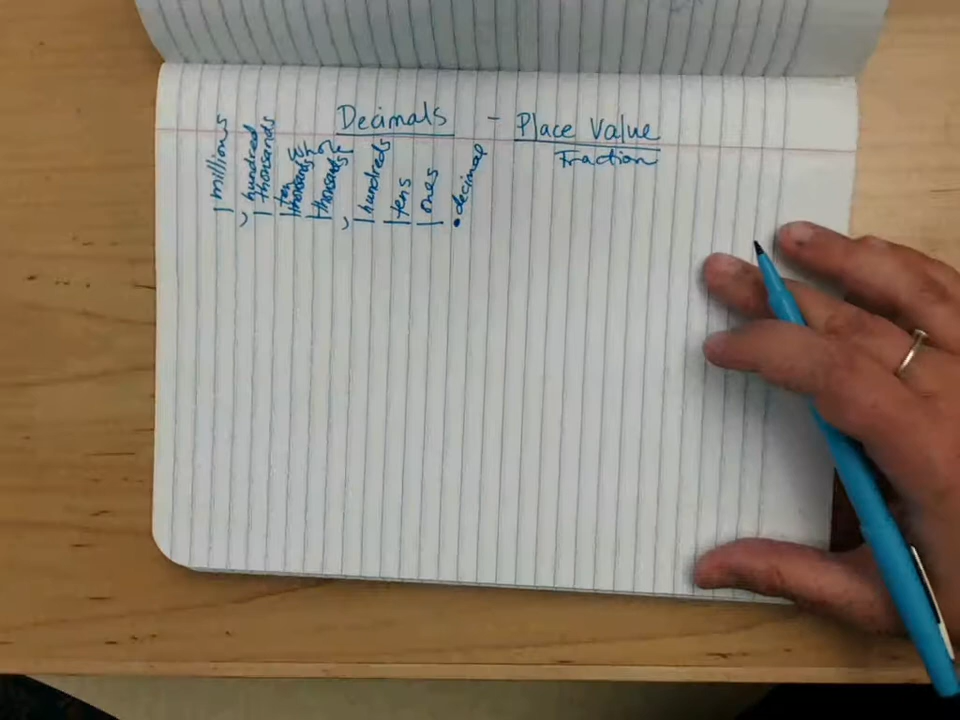 Decimals - Place Value
Fraction
millions
,
hundred
thousands
ten
thousands
thousands
,
hundreds
tens
ones
.decimal